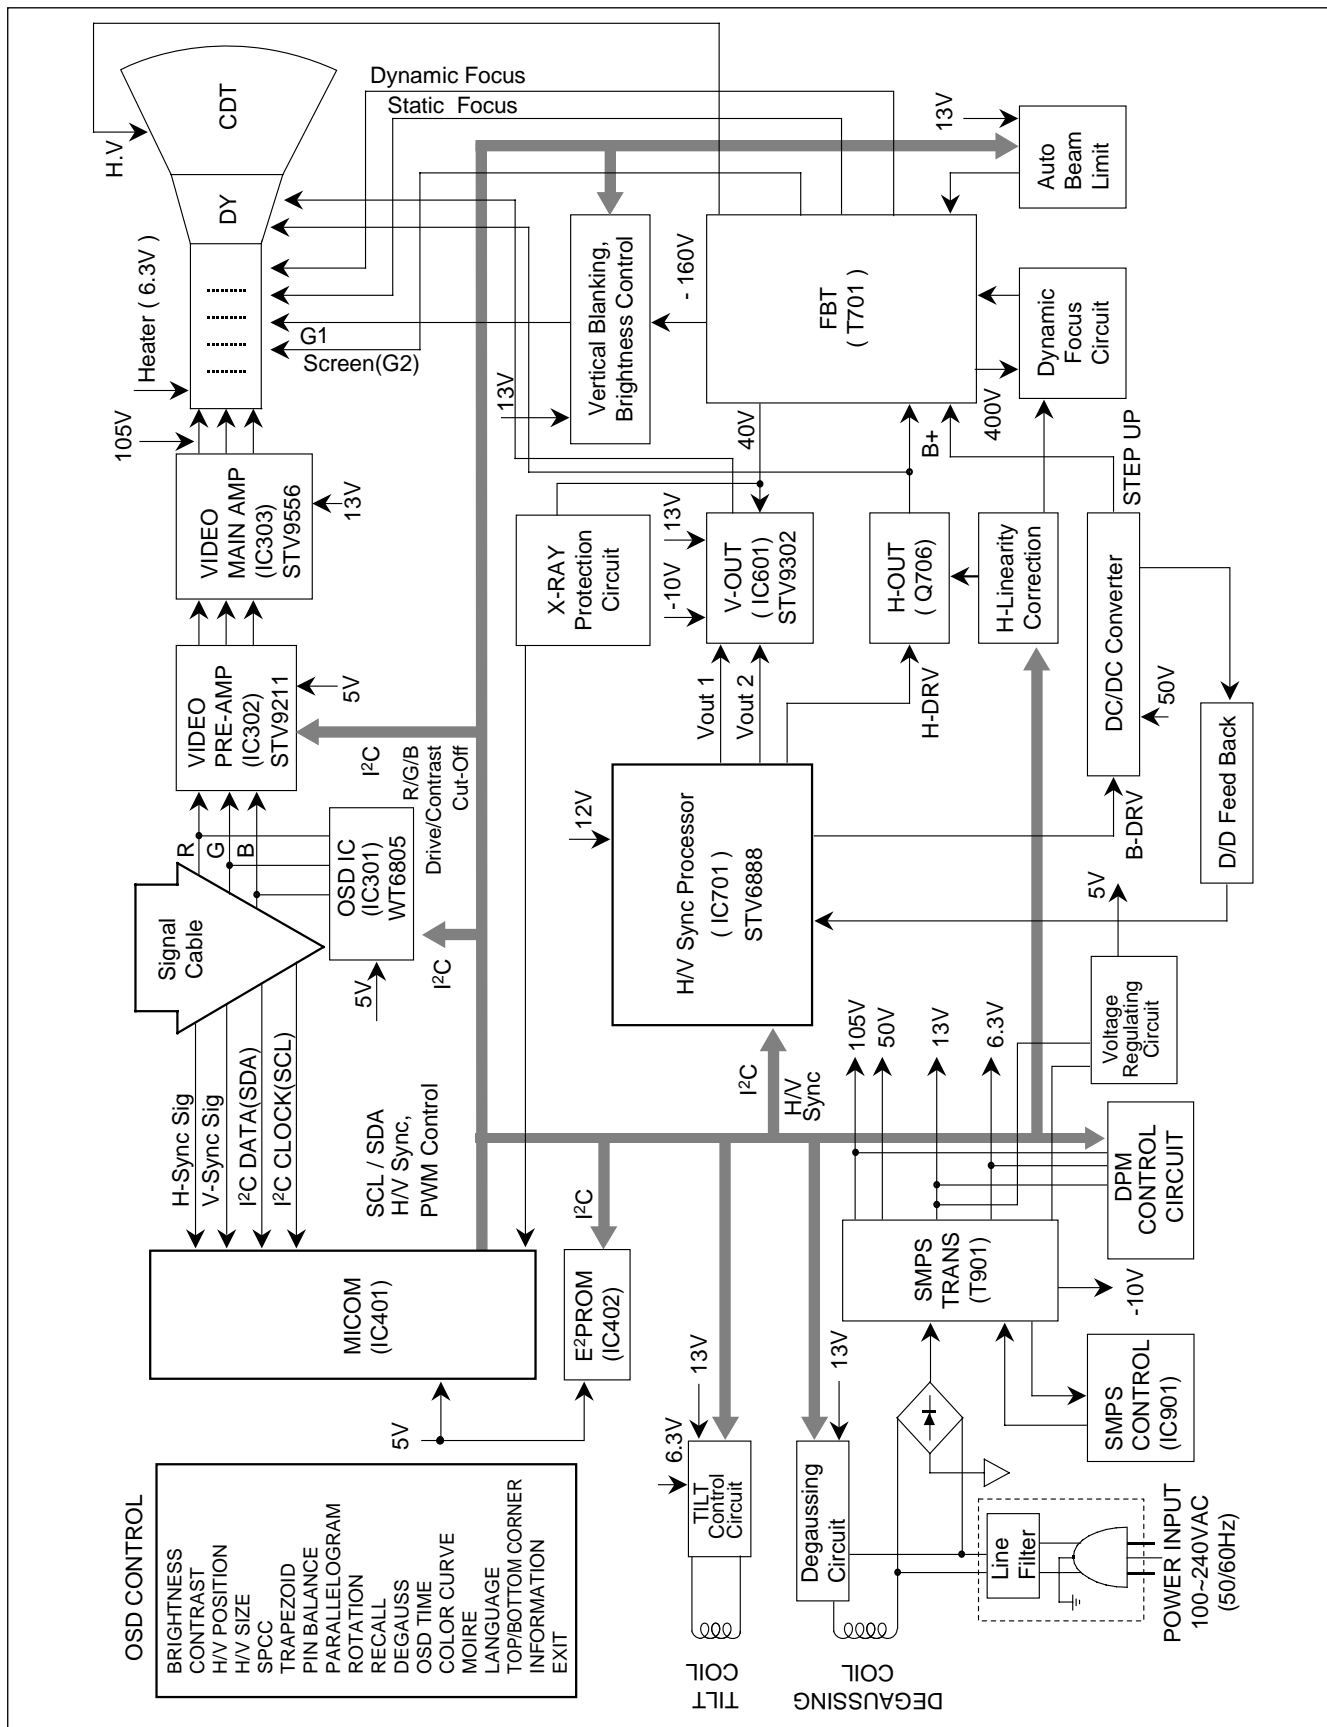 OSD CONTROL
BRIGHTNESS
CONTRAST
H/V POSITION
H/V SIZE
SPCC
TRAPEZOID
PIN BALANCE
PARALLELOGRAM
ROTATION
RECALL
DEGAUSS
OSD TIME
COLOR CURVE
MOIRE
LANGUAGE
TOP/BOTTOM CORNER
INFORMATION
EXIT
5V
MICOM
(IC401)
H-Sync Sig
V-Sync Sig
I²C DATA(SDA)
I²C CLOCK(SCL)
SCL / SDA
H/V Sync,
PWM Control
Signal
Cable
R
G
B
5V
OSD IC
(IC301)
WT6805
I²C
VIDEO
PRE-AMP
(IC302)
STV9211
5V
I²C
R/G/B
Drive/Contrast
Cut-Off
VIDEO
MAIN AMP
(IC303)
STV9556
13V
105V
Heater ( 6.3V )
H.V
DY
CDT
Dynamic Focus
Static Focus
G1
Screen(G2)
E²PROM
(IC402)
I²C
TILT
COIL
TILT
Control
Circuit
6.3V
13V
DEGAUSSING
COIL
Degaussing
Circuit
13V
H/V Sync Processor
( IC701 )
STV6888
12V
I²C
H/V
Sync
X-RAY
Protection
Circuit
Vout 1
Vout 2
V-OUT
( IC601 )
STV9302
-10V
13V
40V
Vertical Blanking,
Brightness Control
13V
- 160V
FBT
( T701 )
H-DRV
H-OUT
( Q706 )
B+
H-Linearity
Correction
400V
Dynamic
Focus
Circuit
Auto
Beam
Limit
13V
STEP UP
DC/DC Converter
50V
B-DRV
D/D Feed Back
5V
Voltage
Regulating
Circuit
105V
50V
13V
6.3V
DPM
CONTROL
CIRCUIT
SMPS
TRANS
(T901)
-10V
SMPS
CONTROL
(IC901)
Line
Filter
POWER INPUT
100~240VAC
(50/60Hz)